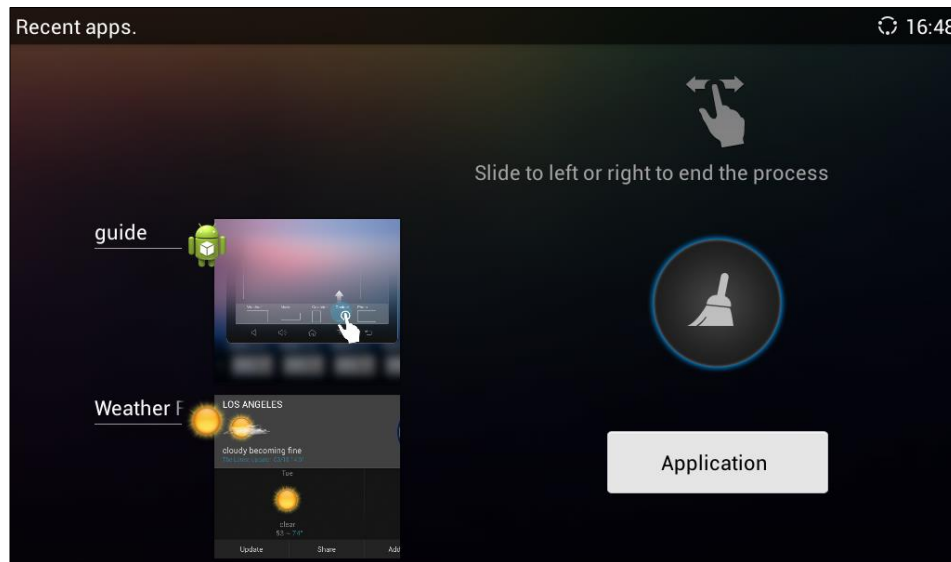 Recent apps.
16:48
Slide to left or right to end the process
guide
Weather
LOS ANGELES
cloudy becoming fine
Tue
clear
Update
Share
Add
Application